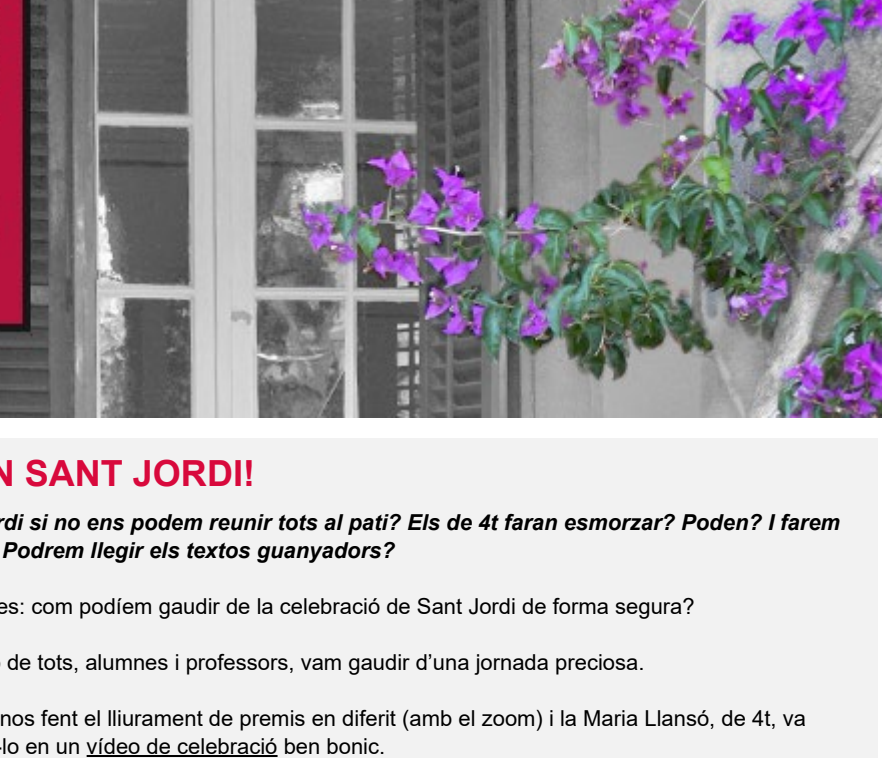 N SANT JORDI!
rdi si no ens podem reunir tots al pati? Els de 4t faran esmorzar? Poden? I farem
Podrem llegir els textos guanyadors?
es: com podíem gaudir de la celebració de Sant Jordi de forma segura?
de tots, alumnes i professors, vam gaudir d’una jornada preciosa.
nos fent el lliurament de premis en diferit (amb el zoom) i la Maria Llansó, de 4t, va
-lo en un vídeo de celebració ben bonic.